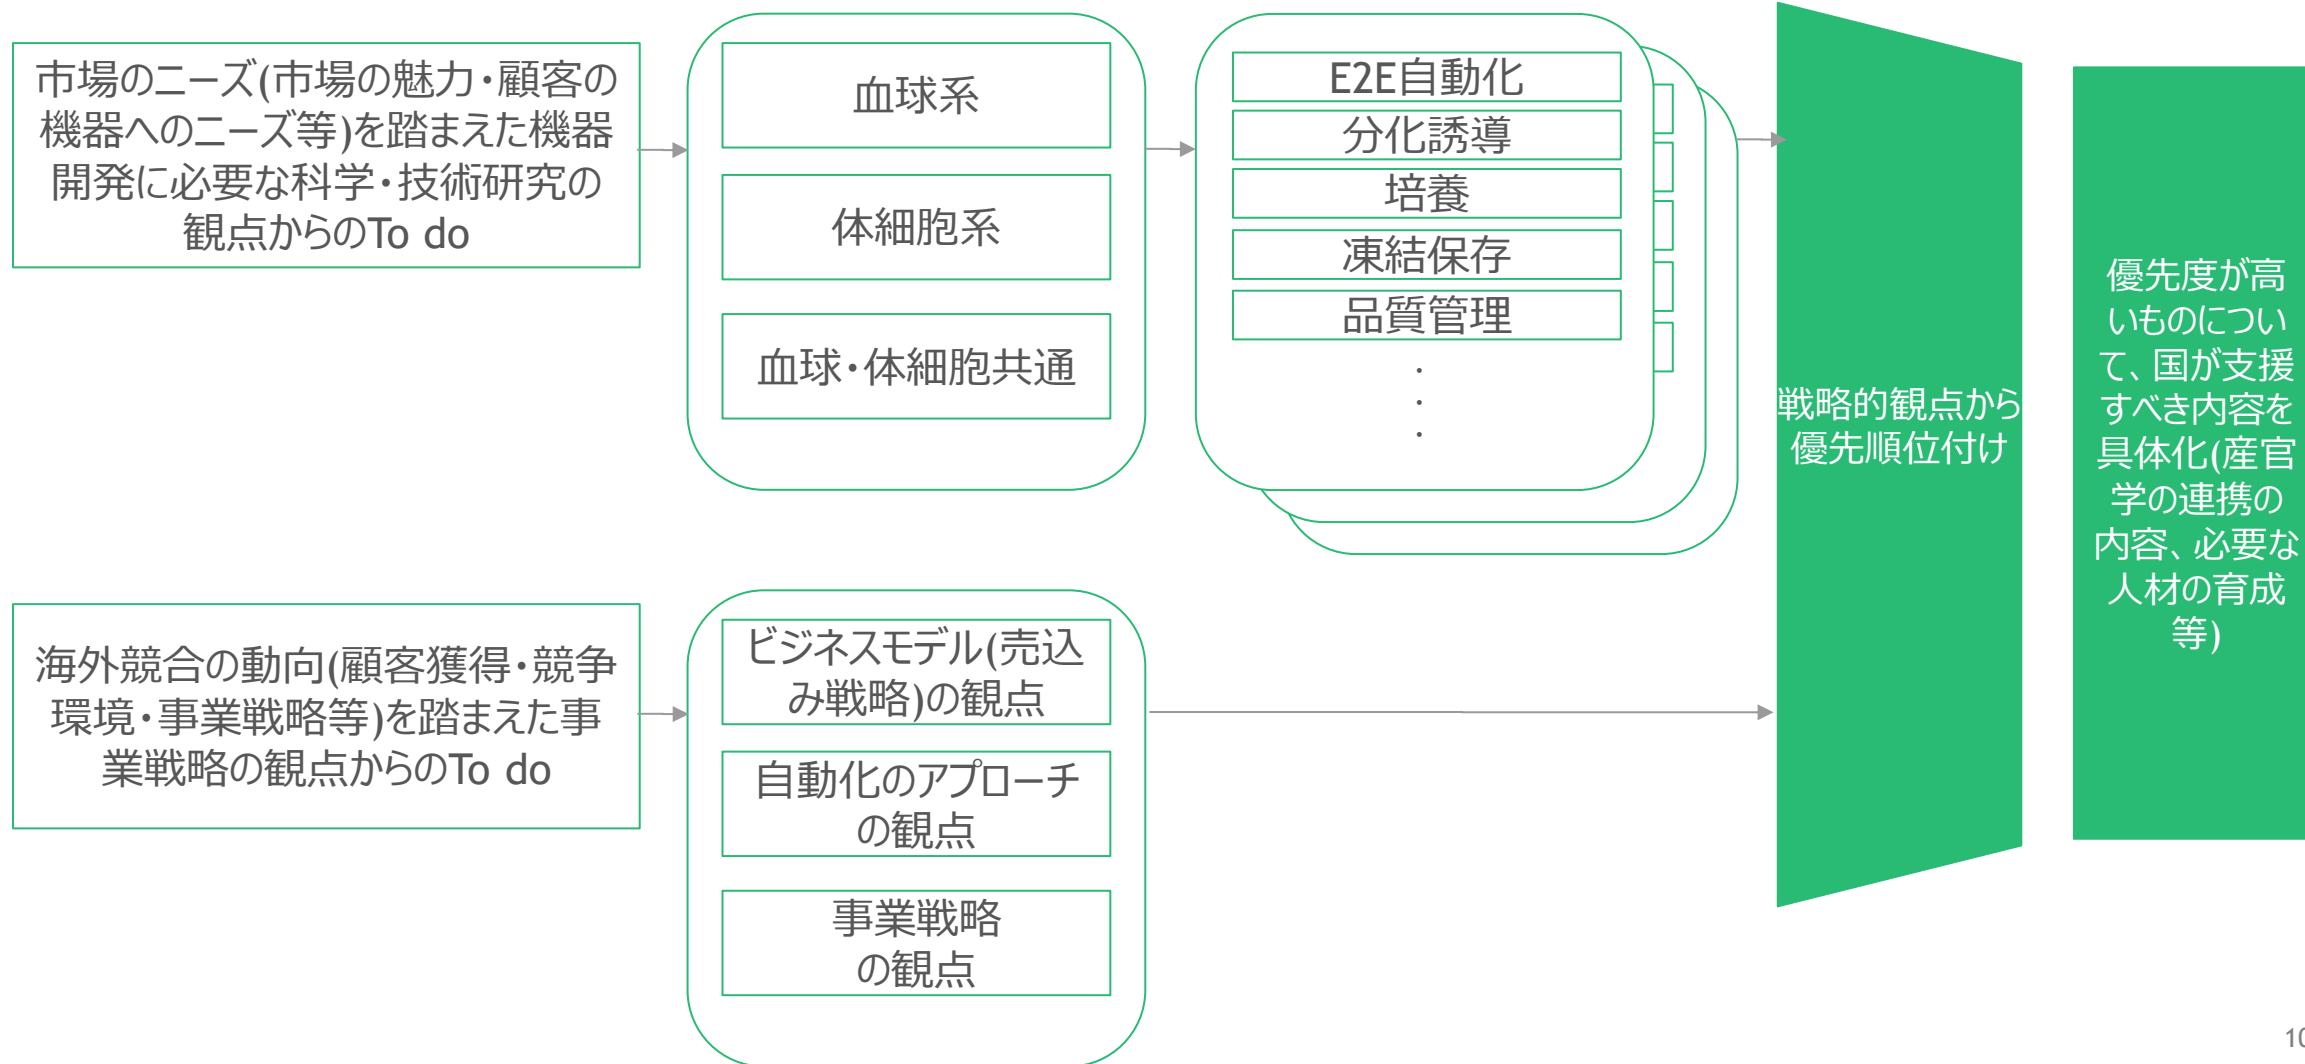 市場のニーズ(市場の魅力・顧客の
機器へのニーズ等)を踏まえた機器
開発に必要な科学・技術研究の
観点からのTo do
血球系
体細胞系
血球・体細胞共通
E2E自動化
分化誘導
培養
凍結保存
品質管理
・
・
・
海外競合の動向(顧客獲得・競争
環境・事業戦略等)を踏まえた事
業戦略の観点からのTo do
ビジネスモデル(売込
み戦略)の観点
自動化のアプローチ
の観点
事業戦略
の観点
戦略的観点から
優先順位付け
優先度が高
いものについ
て、国が支援
すべき内容を
具体化(産官
学の連携の
内容、必要な
人材の育成
等)
10